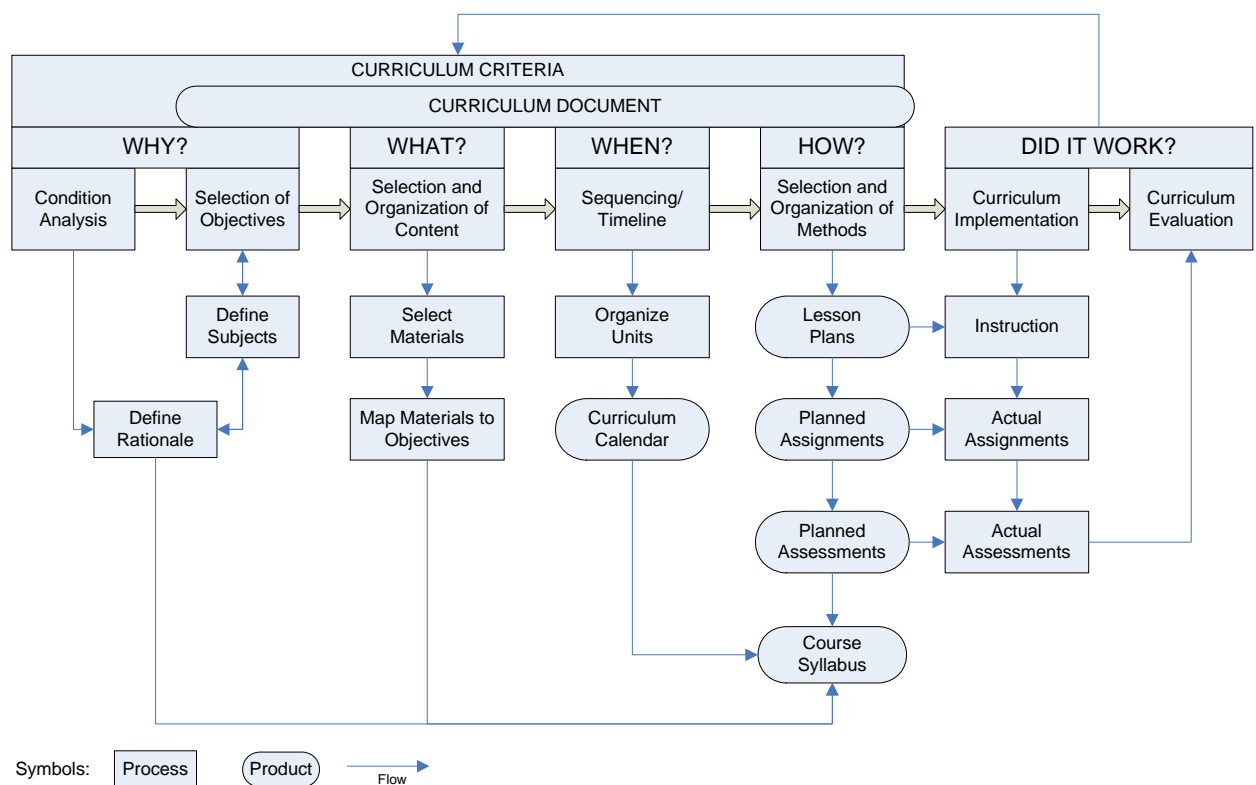 CURRICULUM CRITERIA
CURRICULUM DOCUMENT
WHY?
WHAT?
WHEN?
HOW?
DID IT WORK?
Condition
Analysis
Selection of
Objectives
Selection and
Organization of
Content
Sequencing/
Timeline
Selection and
Organization of
Methods
Curriculum
Implementation
Curriculum
Evaluation
Define
Subjects
Select
Materials
Organize
Units
Lesson
Plans
Instruction
Define
Rationale
Map Materials to
Objectives
Curriculum
Calendar
Planned
Assignments
Actual
Assignments
Planned
Assessments
Actual
Assessments
Course
Syllabus
Symbols:
Process
Product
Flow